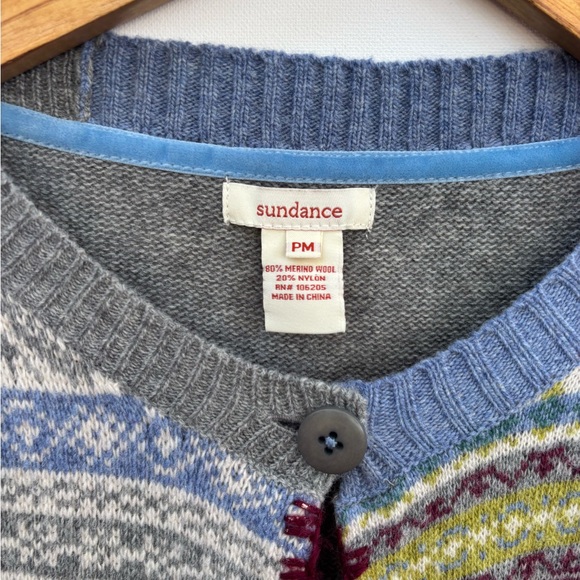 sundance
PM
80% MERINO WOOL
20% NYLON
RN# 106205
MADE IN CHINA